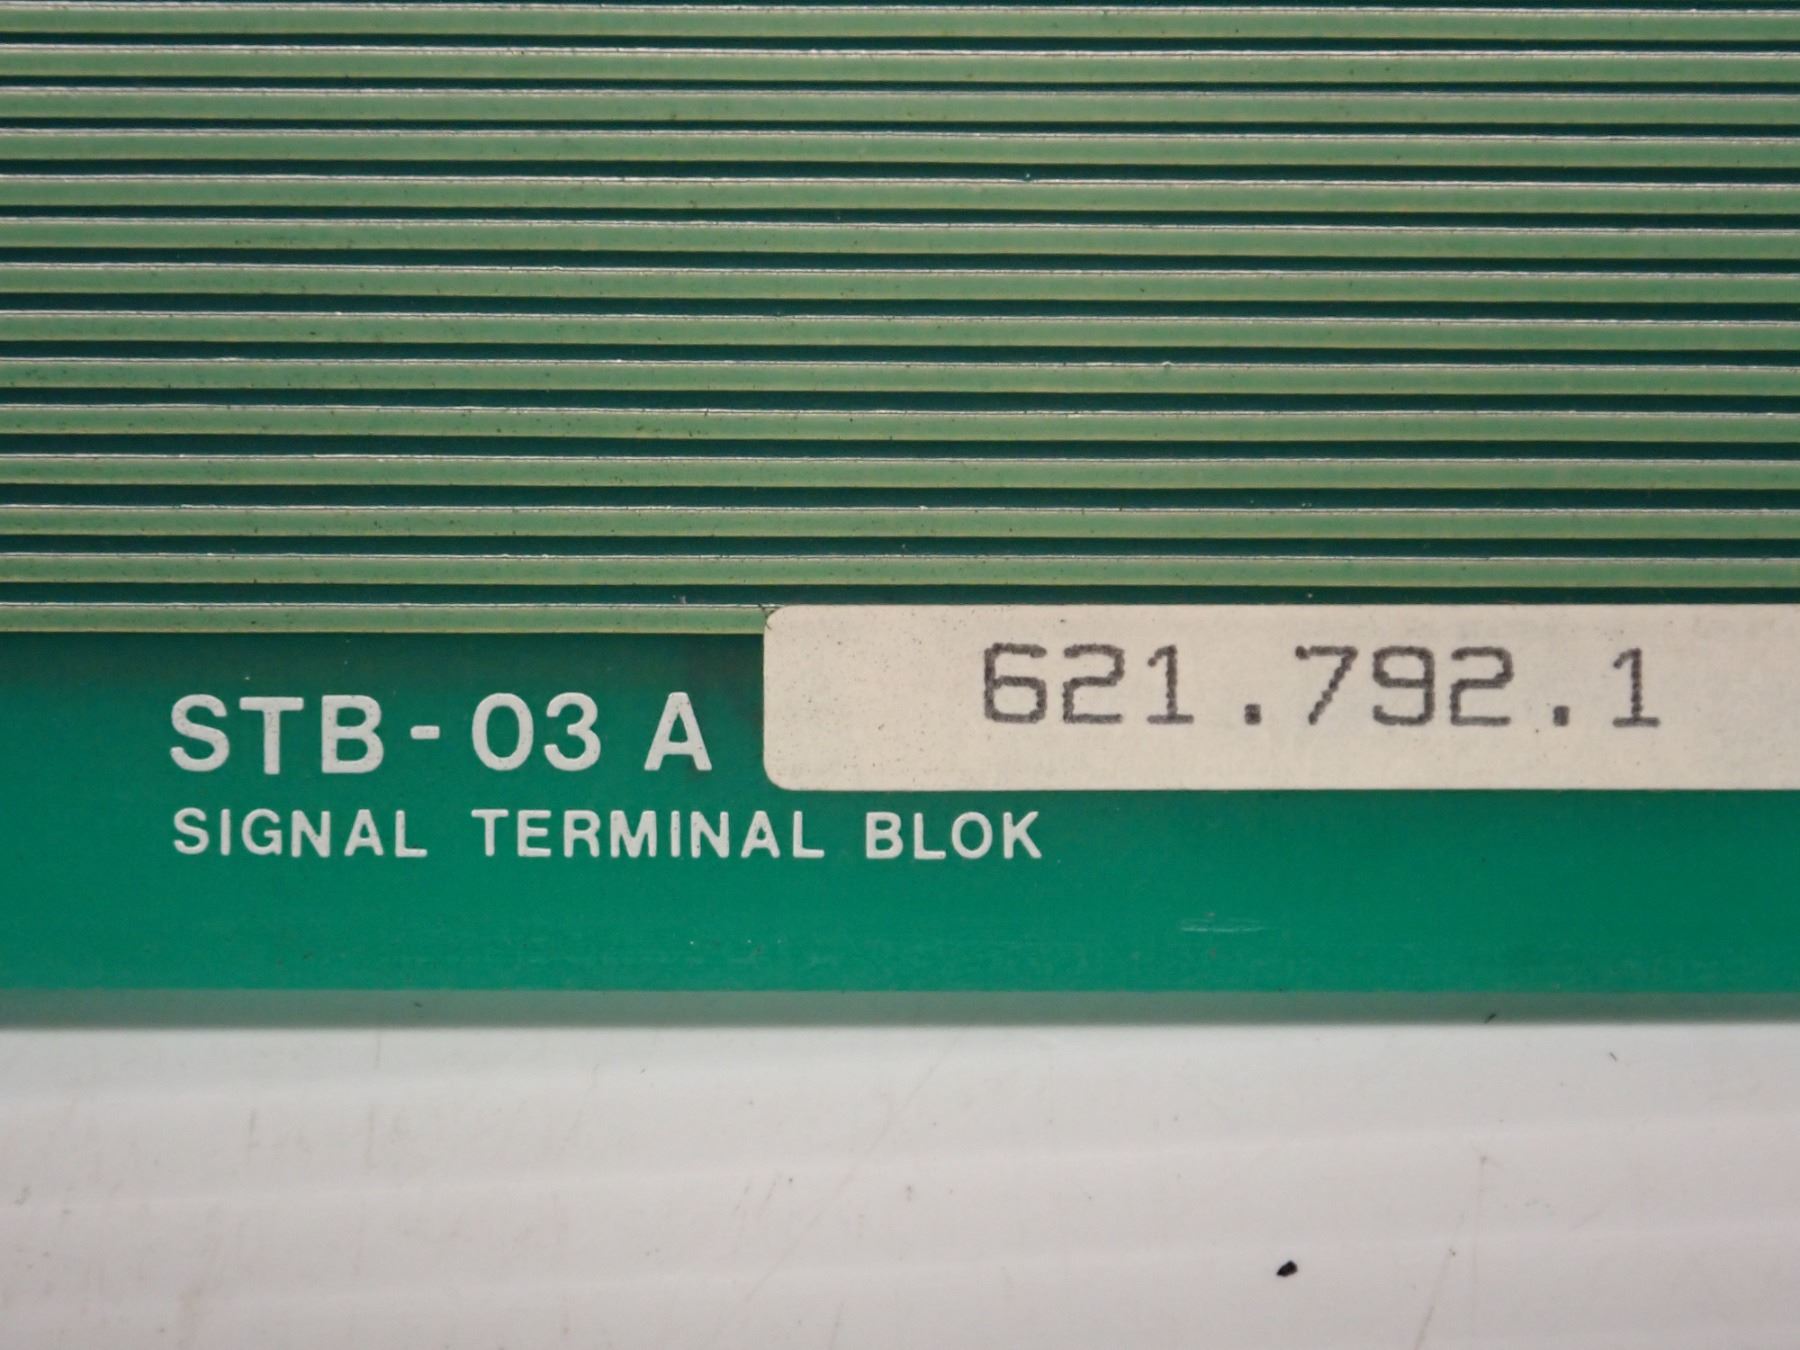 621.792.1
STB-03 A
SIGNAL TERMINAL BLOK